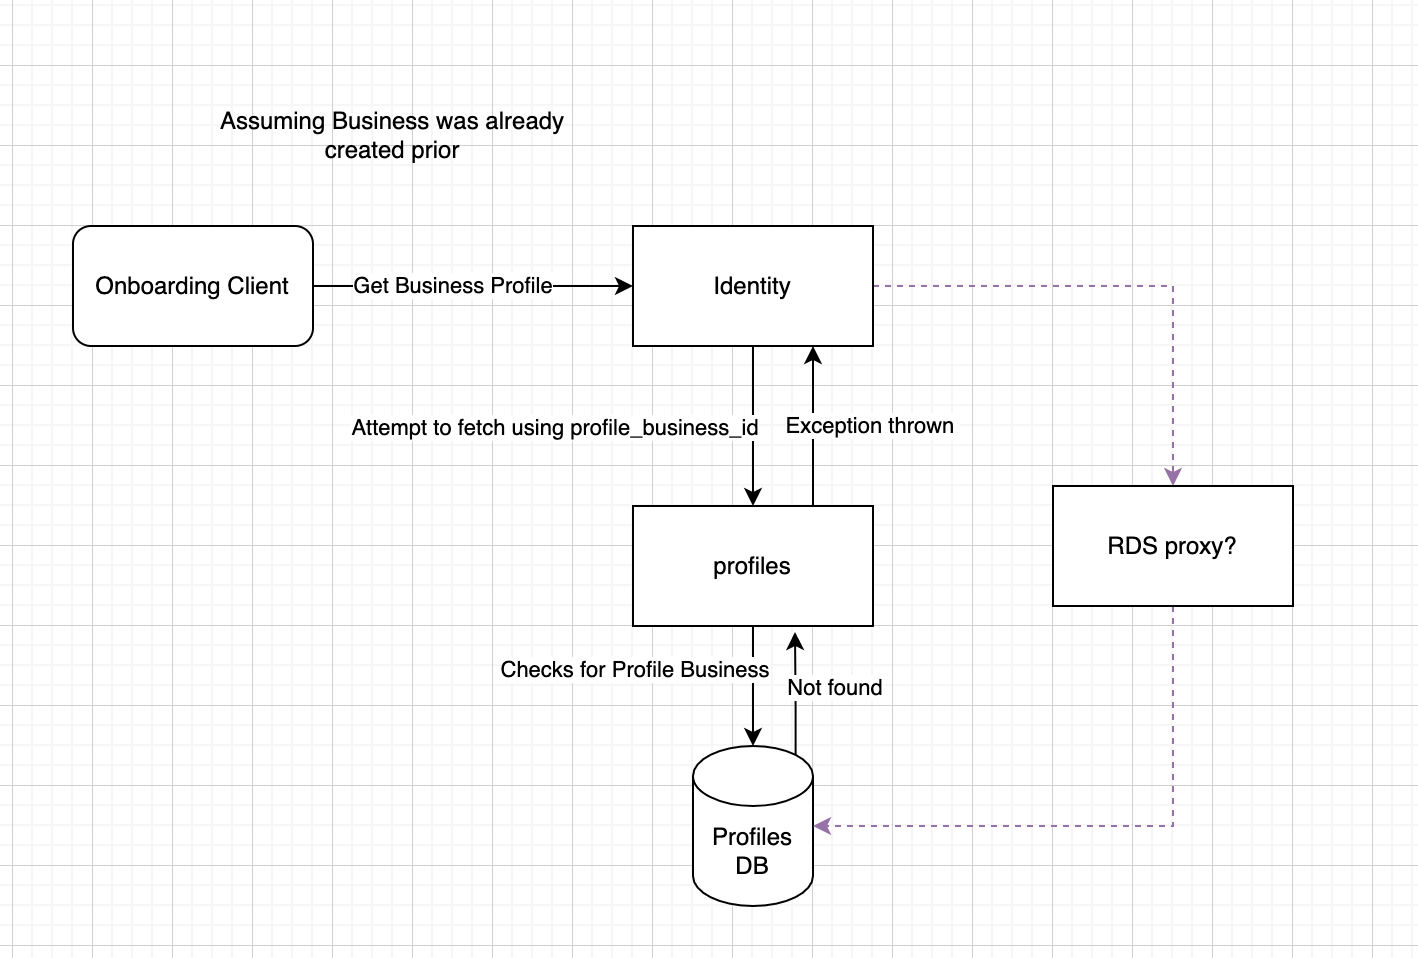 Assuming Business was already
created prior
Onboarding Client
Get Business Profile
Identity
Attempt to fetch using profile_business_id
Exception thrown
RDS proxy?
profiles
Checks for Profile Business
Not found
Profiles
DB